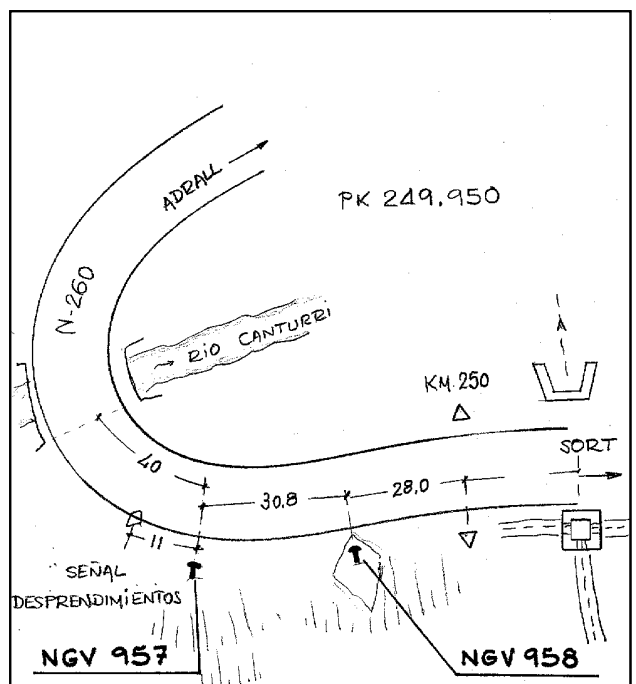 ADRALL
PK 249.950
N-260
RÍO CANTURRI
KM. 250
SORT
40
30,8
28,0
11
SEÑAL
DESPRENDIMIENTOS
NGV 957
NGV 958